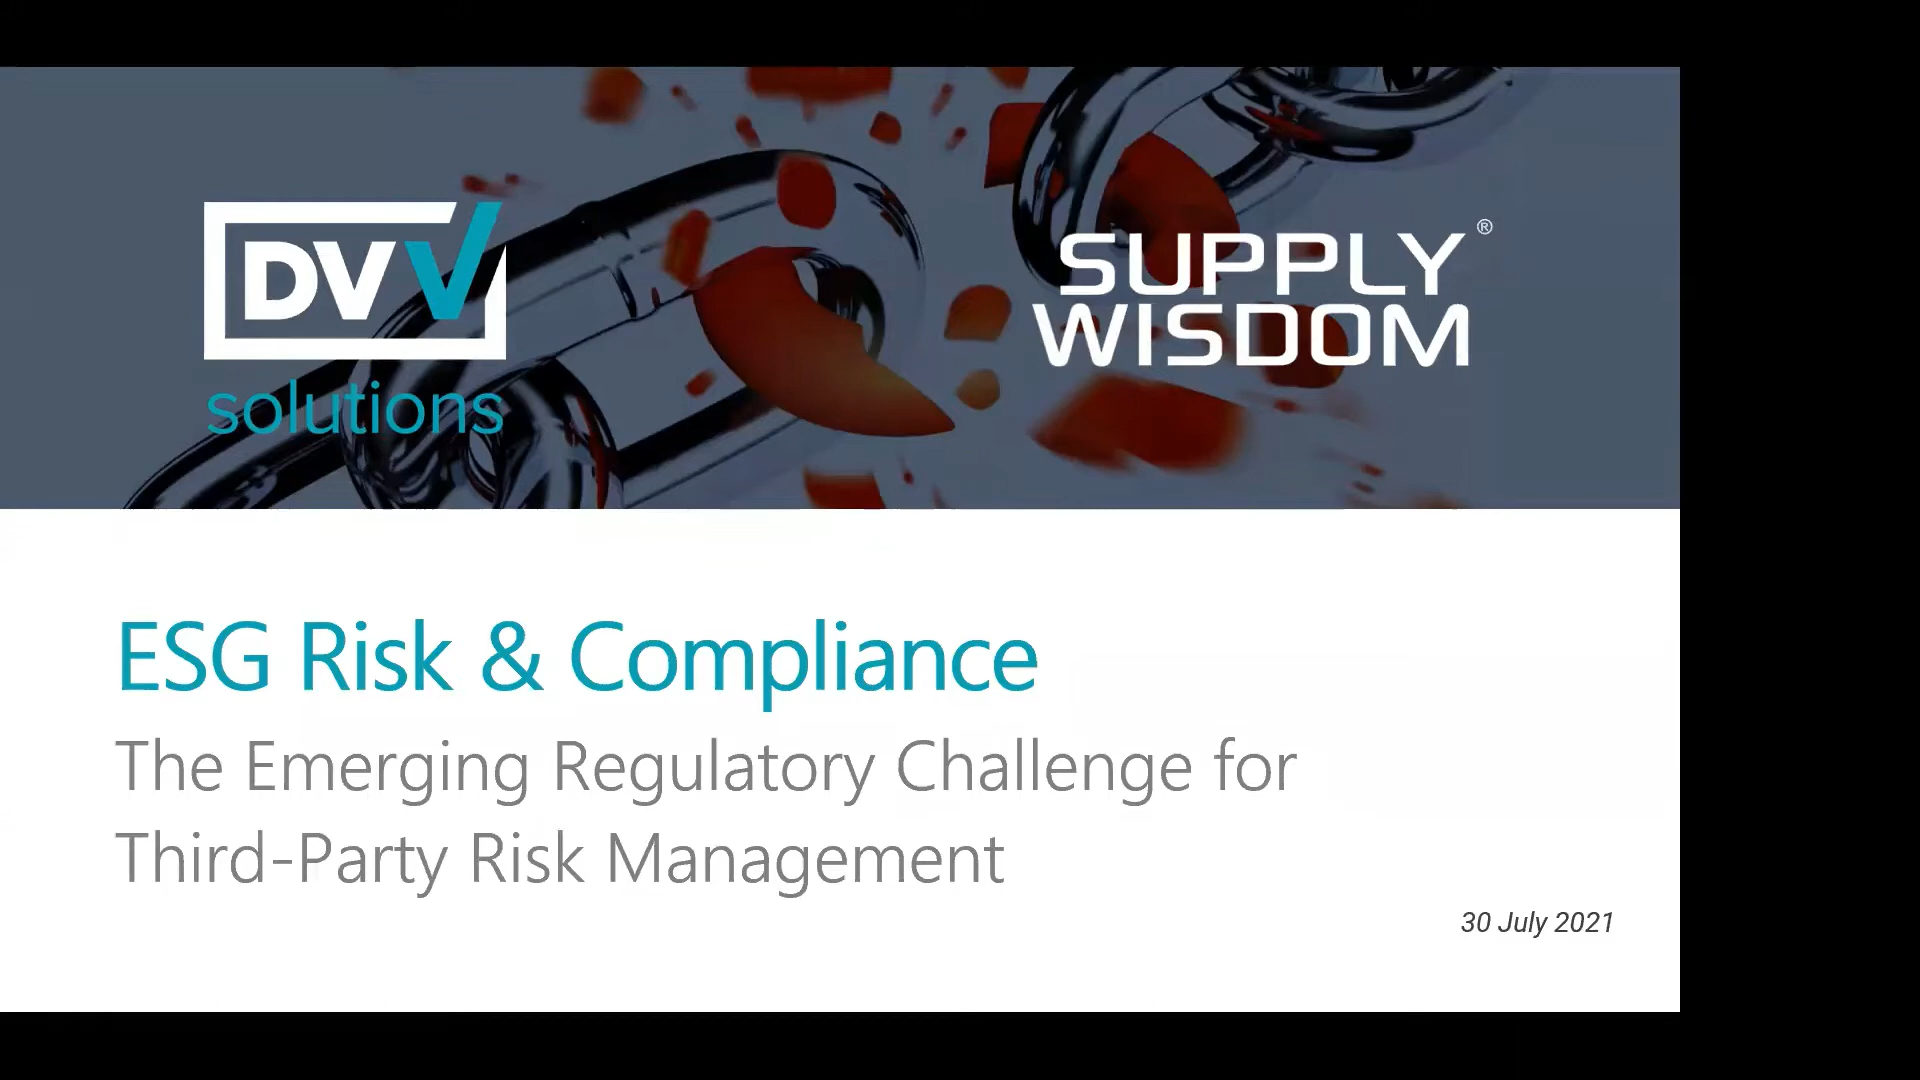 DVV
solutions
SUPPLY
WISDOM
®
ESG Risk & Compliance
The Emerging Regulatory Challenge for
Third-Party Risk Management
30 July 2021